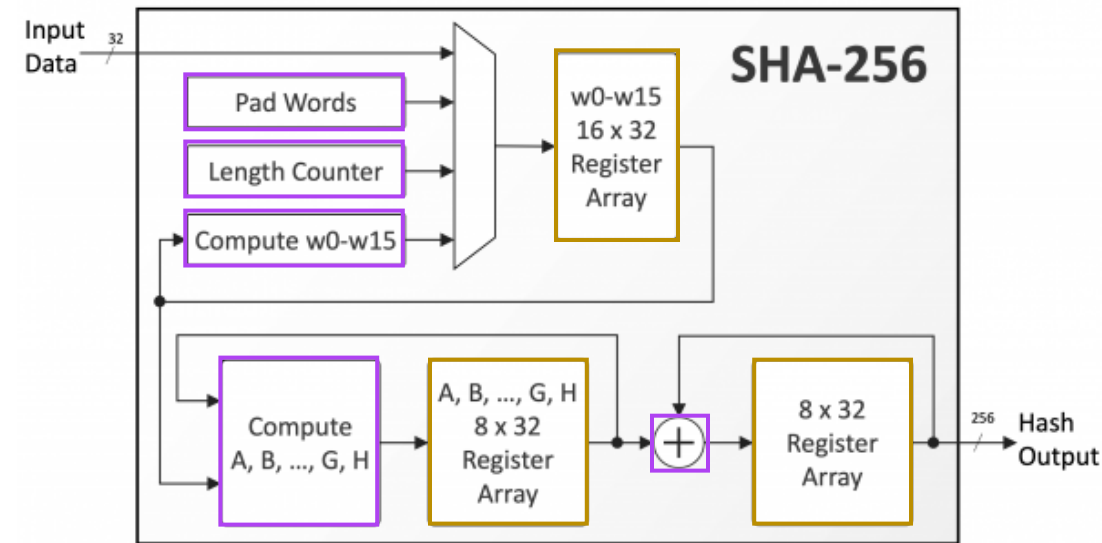 Input
Data
32
SHA-256
Pad Words
Length Counter
Compute w0-w15
w0-w15
16 x 32
Register
Array
Compute
A, B, ..., G, H
A, B, ..., G, H
8 x 32
Register
Array
+
8 x 32
Register
Array
256
Hash
Output